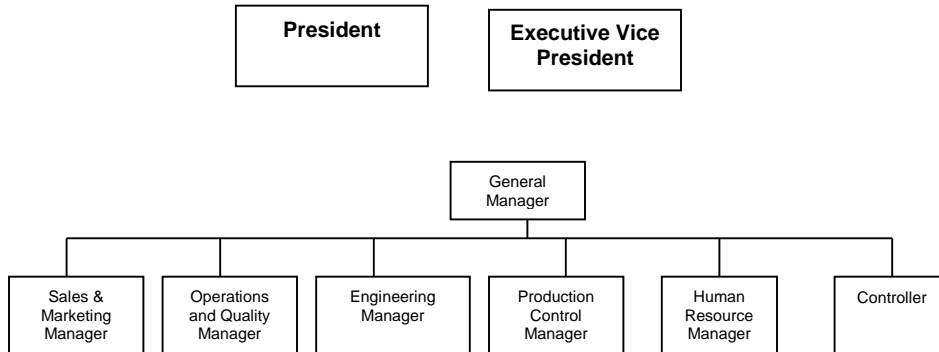 President
Executive Vice
President
General
Manager
Sales &
Marketing
Manager
Operations
and Quality
Manager
Engineering
Manager
Production
Control
Manager
Human
Resource
Manager
Controller